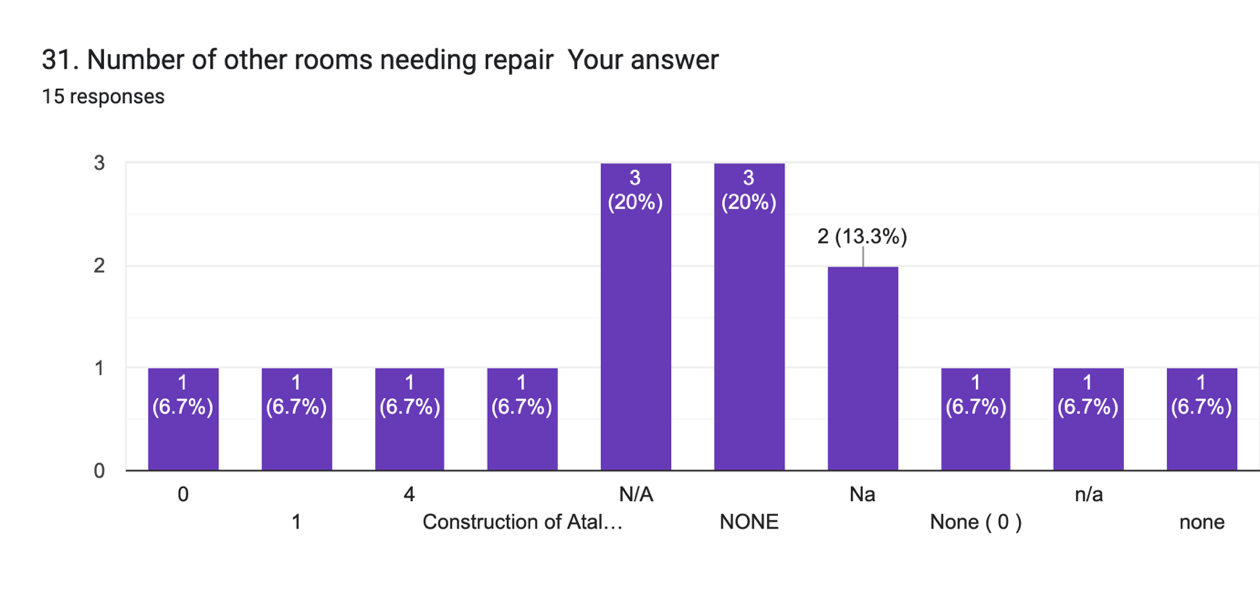 31. Number of other rooms needing repair  Your answer
15 responses
3
2
1
0
1
(6.7%)
1
(6.7%)
1
(6.7%)
1
(6.7%)
3
(20%)
3
(20%)
2 (13.3%)
1
(6.7%)
1
(6.7%)
1
(6.7%)
0
1
4
Construction of Atal…
N/A
NONE
Na
None ( 0 )
n/a
none